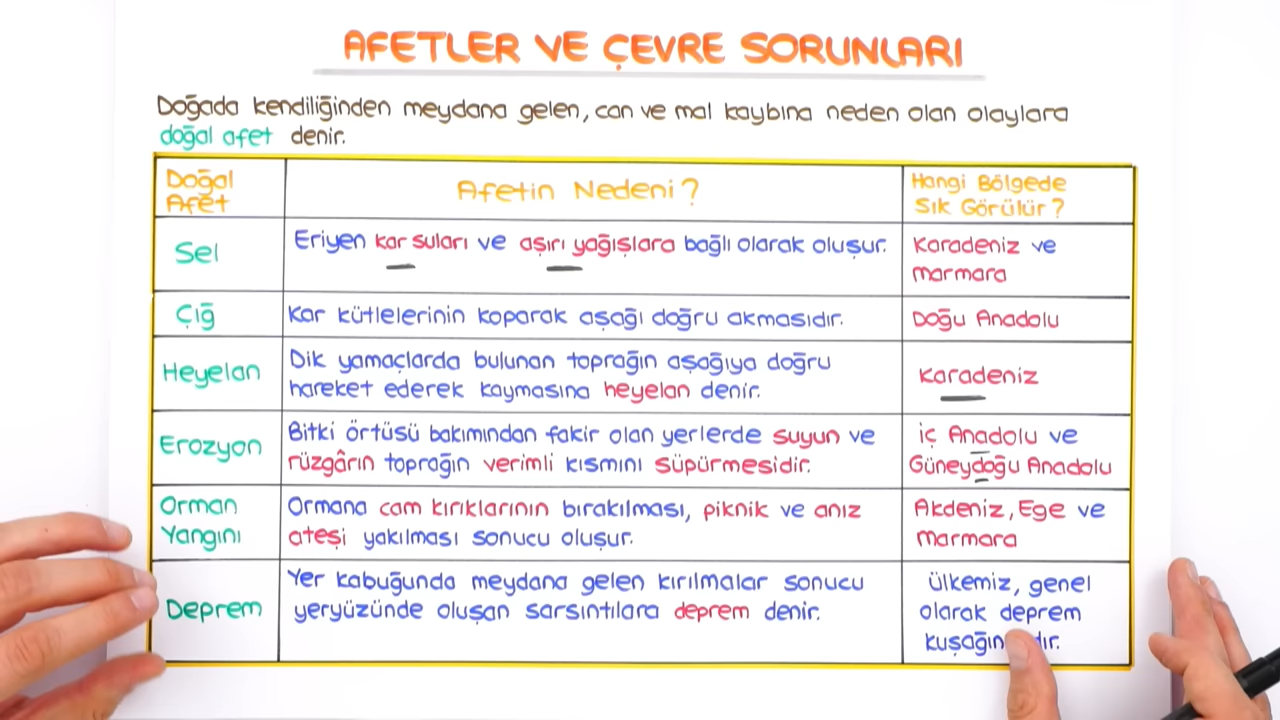 AFETLER VE ÇEVRE SORUNLARI
Doğada kendiliğinden meydana gelen, can ve mal kaybına neden olan olaylara
doğal afet denir.
Doğal
Afet
Afetin Nedeni?
Hangi Bölgede
Sık Görülür?
Sel
Eriyen kar suları ve aşırı yağışlara bağlı olarak oluşur.
Karadeniz ve
marmara
Çığ
Kar kütlelerinin koparak aşağı doğru akmasıdır.
Doğu Anadolu
Heyelan
Dik yamaçlarda bulunan toprağın aşağıya doğru
hareket ederek kaymasına heyelan denir.
Karadeniz
Erozyon
Bitki örtüsü bakımından fakir olan yerlerde suyun ve
rüzgârın toprağın verimli kısmını süpürmesidir.
iç Anadolu ve
Güneydoğu Anadolu
Orman
Yangını
Ormana cam kırıklarının bırakılması, piknik ve anız
ateşi yakılması sonucu oluşur.
Akdeniz, Ege ve
marmara
Deprem
Yer kabuğunda meydana gelen kırılmalar sonucu
yeryüzünde oluşan sarsıntılara deprem denir.
ülkemiz, genel
olarak deprem